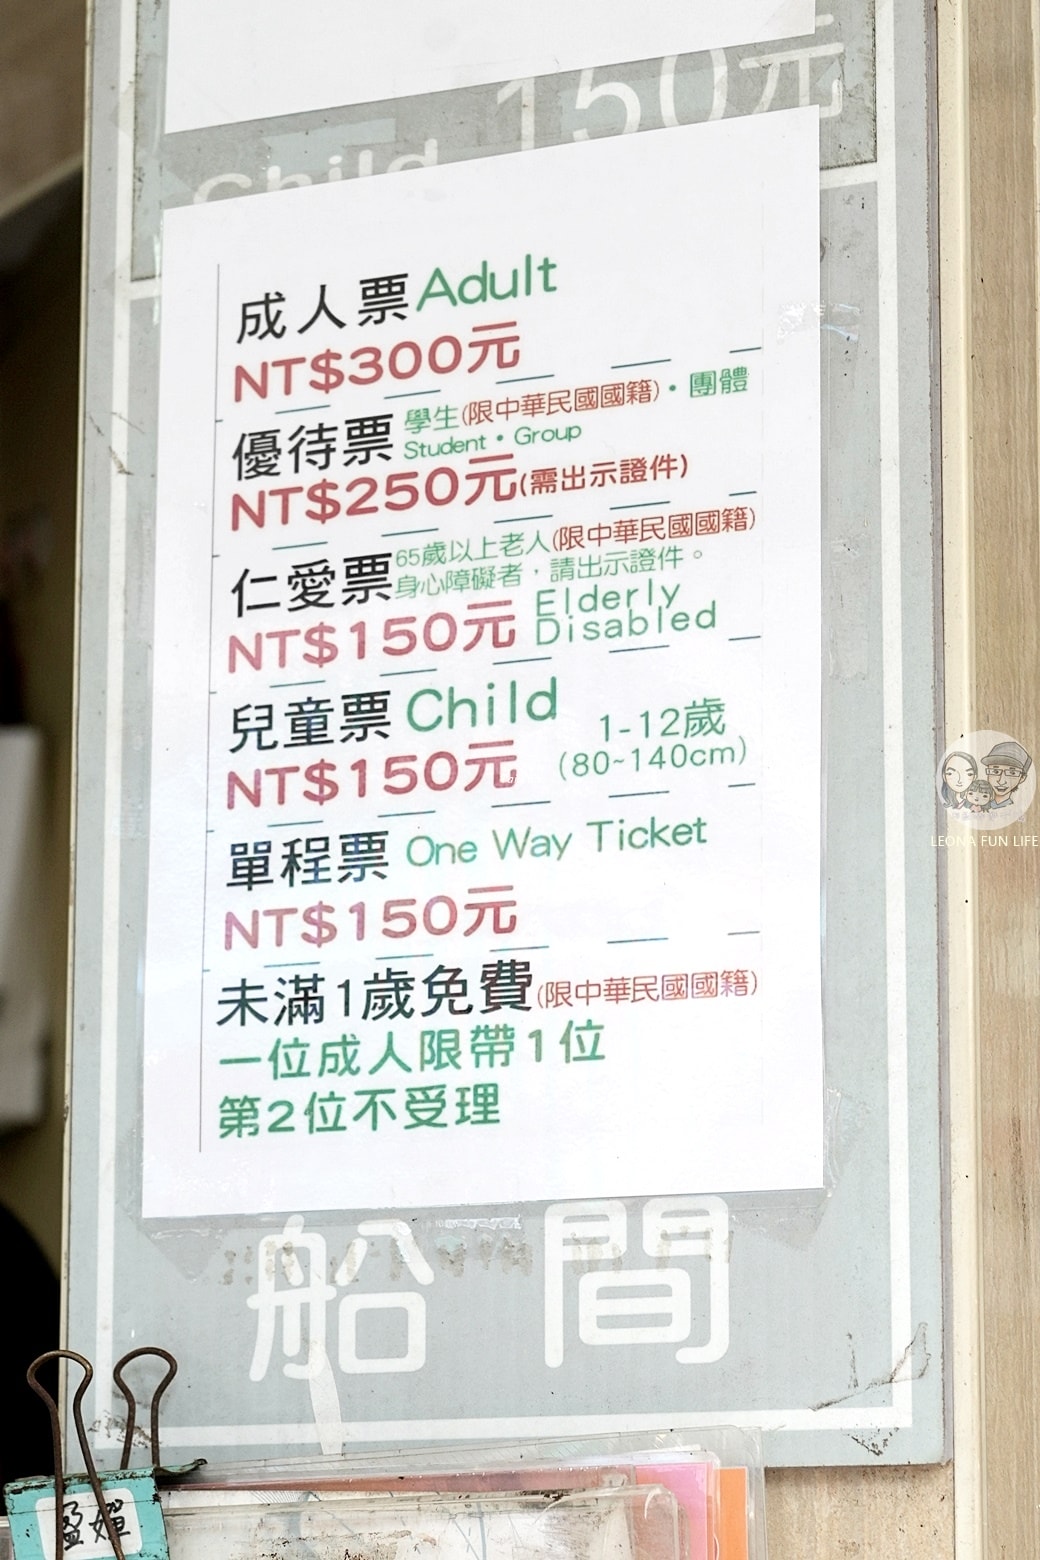 150元
Child
成人票 Adult
NT$300元
優待票 學生(限中華民國國籍)・團體
Student・Group
NT$250元(需出示證件)
仁愛票 65歲以上老人(限中華民國國籍)
身心障礙者，請出示證件。
NT$150元 Elderly
Disabled
兒童票 Child 1-12歲
NT$150元 (80~140cm)
單程票 One Way Ticket
NT$150元
未滿1歲免費(限中華民國國籍)
一位成人限帶1位
第2位不受理
船間
LEONA FUN LIFE